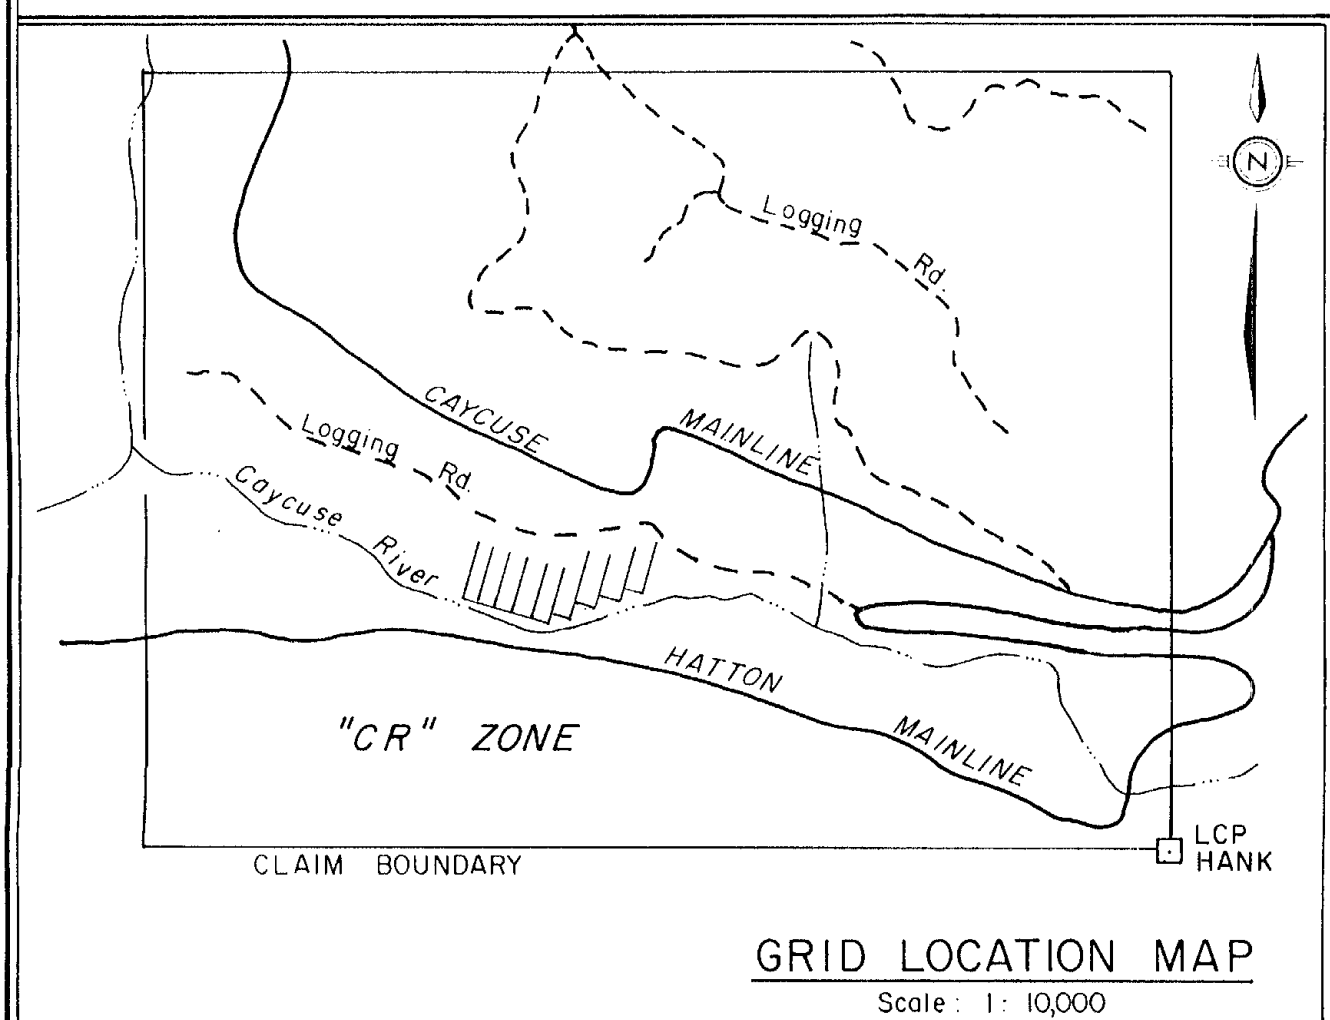 N
Logging
Rd.
CAYCUSE
MAINLINE
Logging
Rd.
Caycuse
River
HATTON
MAINLINE
"CR" ZONE
LCP
HANK
CLAIM BOUNDARY
GRID LOCATION MAP
Scale : 1 : 10,000